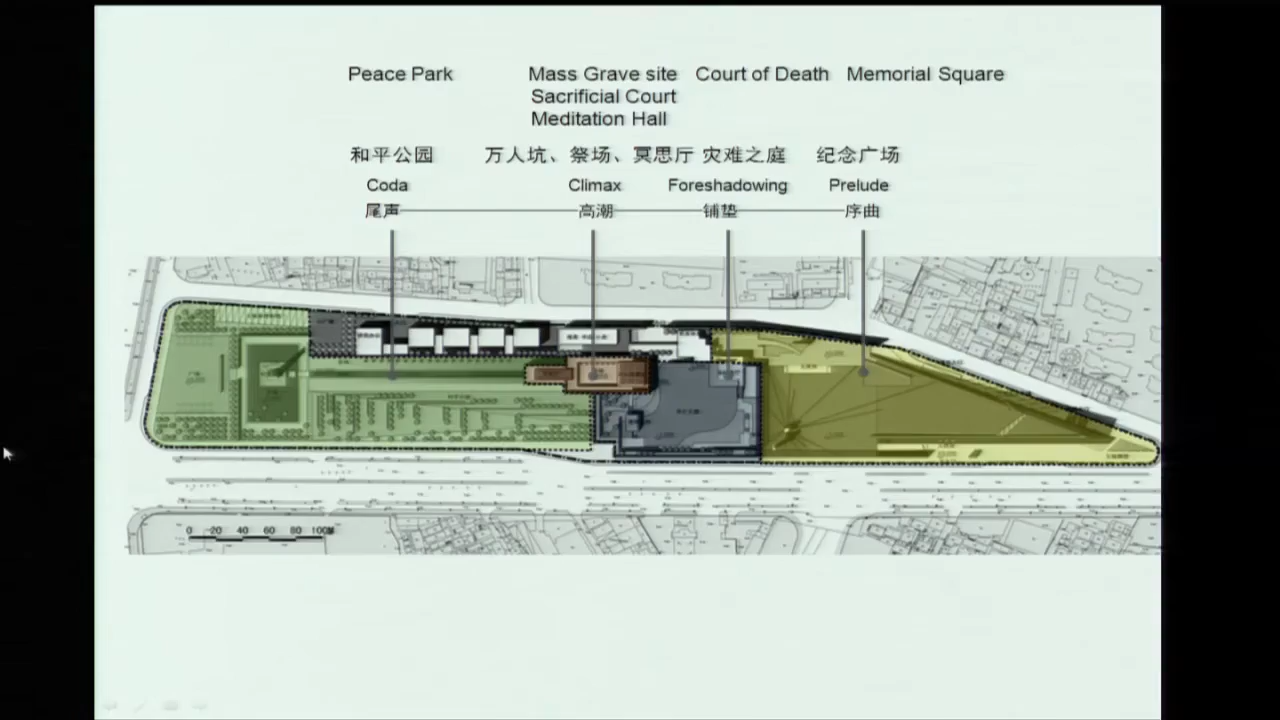 Peace Park
Mass Grave site
Sacrificial Court
Meditation Hall
Court of Death
Memorial Square
和平公园
万人坑、祭场、冥思厅
灾难之庭
纪念广场
Coda
Climax
Foreshadowing
Prelude
尾声
高潮
铺垫
序曲
0 20 40 60 80 100M